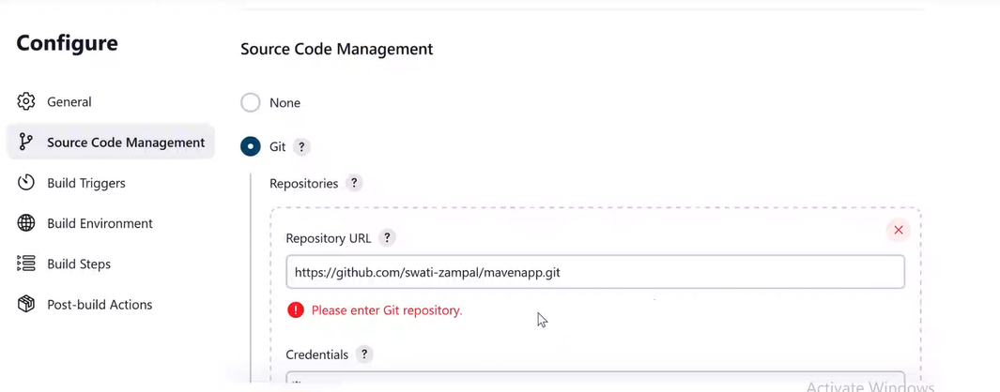 Configure
General
Source Code Management
Build Triggers
Build Environment
Build Steps
Post-build Actions
Source Code Management
None
Git ?
Repositories ?
Repository URL ?
https://github.com/swati-zampal/mavenapp.git
Please enter Git repository.
Credentials ?
Activate Windows